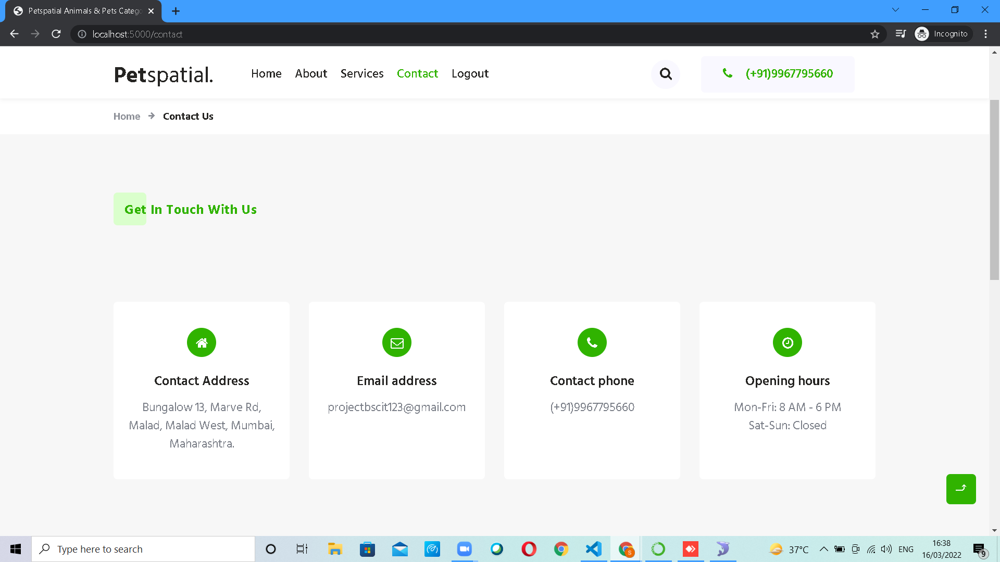 Petspatial Animals & Pets Catego
localhost:5000/contact
Incognito
Petspatial.
Home
About
Services
Contact
Logout
(+91)9967795660
Home
Contact Us
Get In Touch With Us
Contact Address
Bungalow 13, Marve Rd,
Malad, Malad West, Mumbai,
Maharashtra.
Email address
projectbscit123@gmail.com
Contact phone
(+91)9967795660
Opening hours
Mon-Fri: 8 AM - 6 PM
Sat-Sun: Closed
Type here to search
S
37°C
ENG
16:38
16/03/2022
9